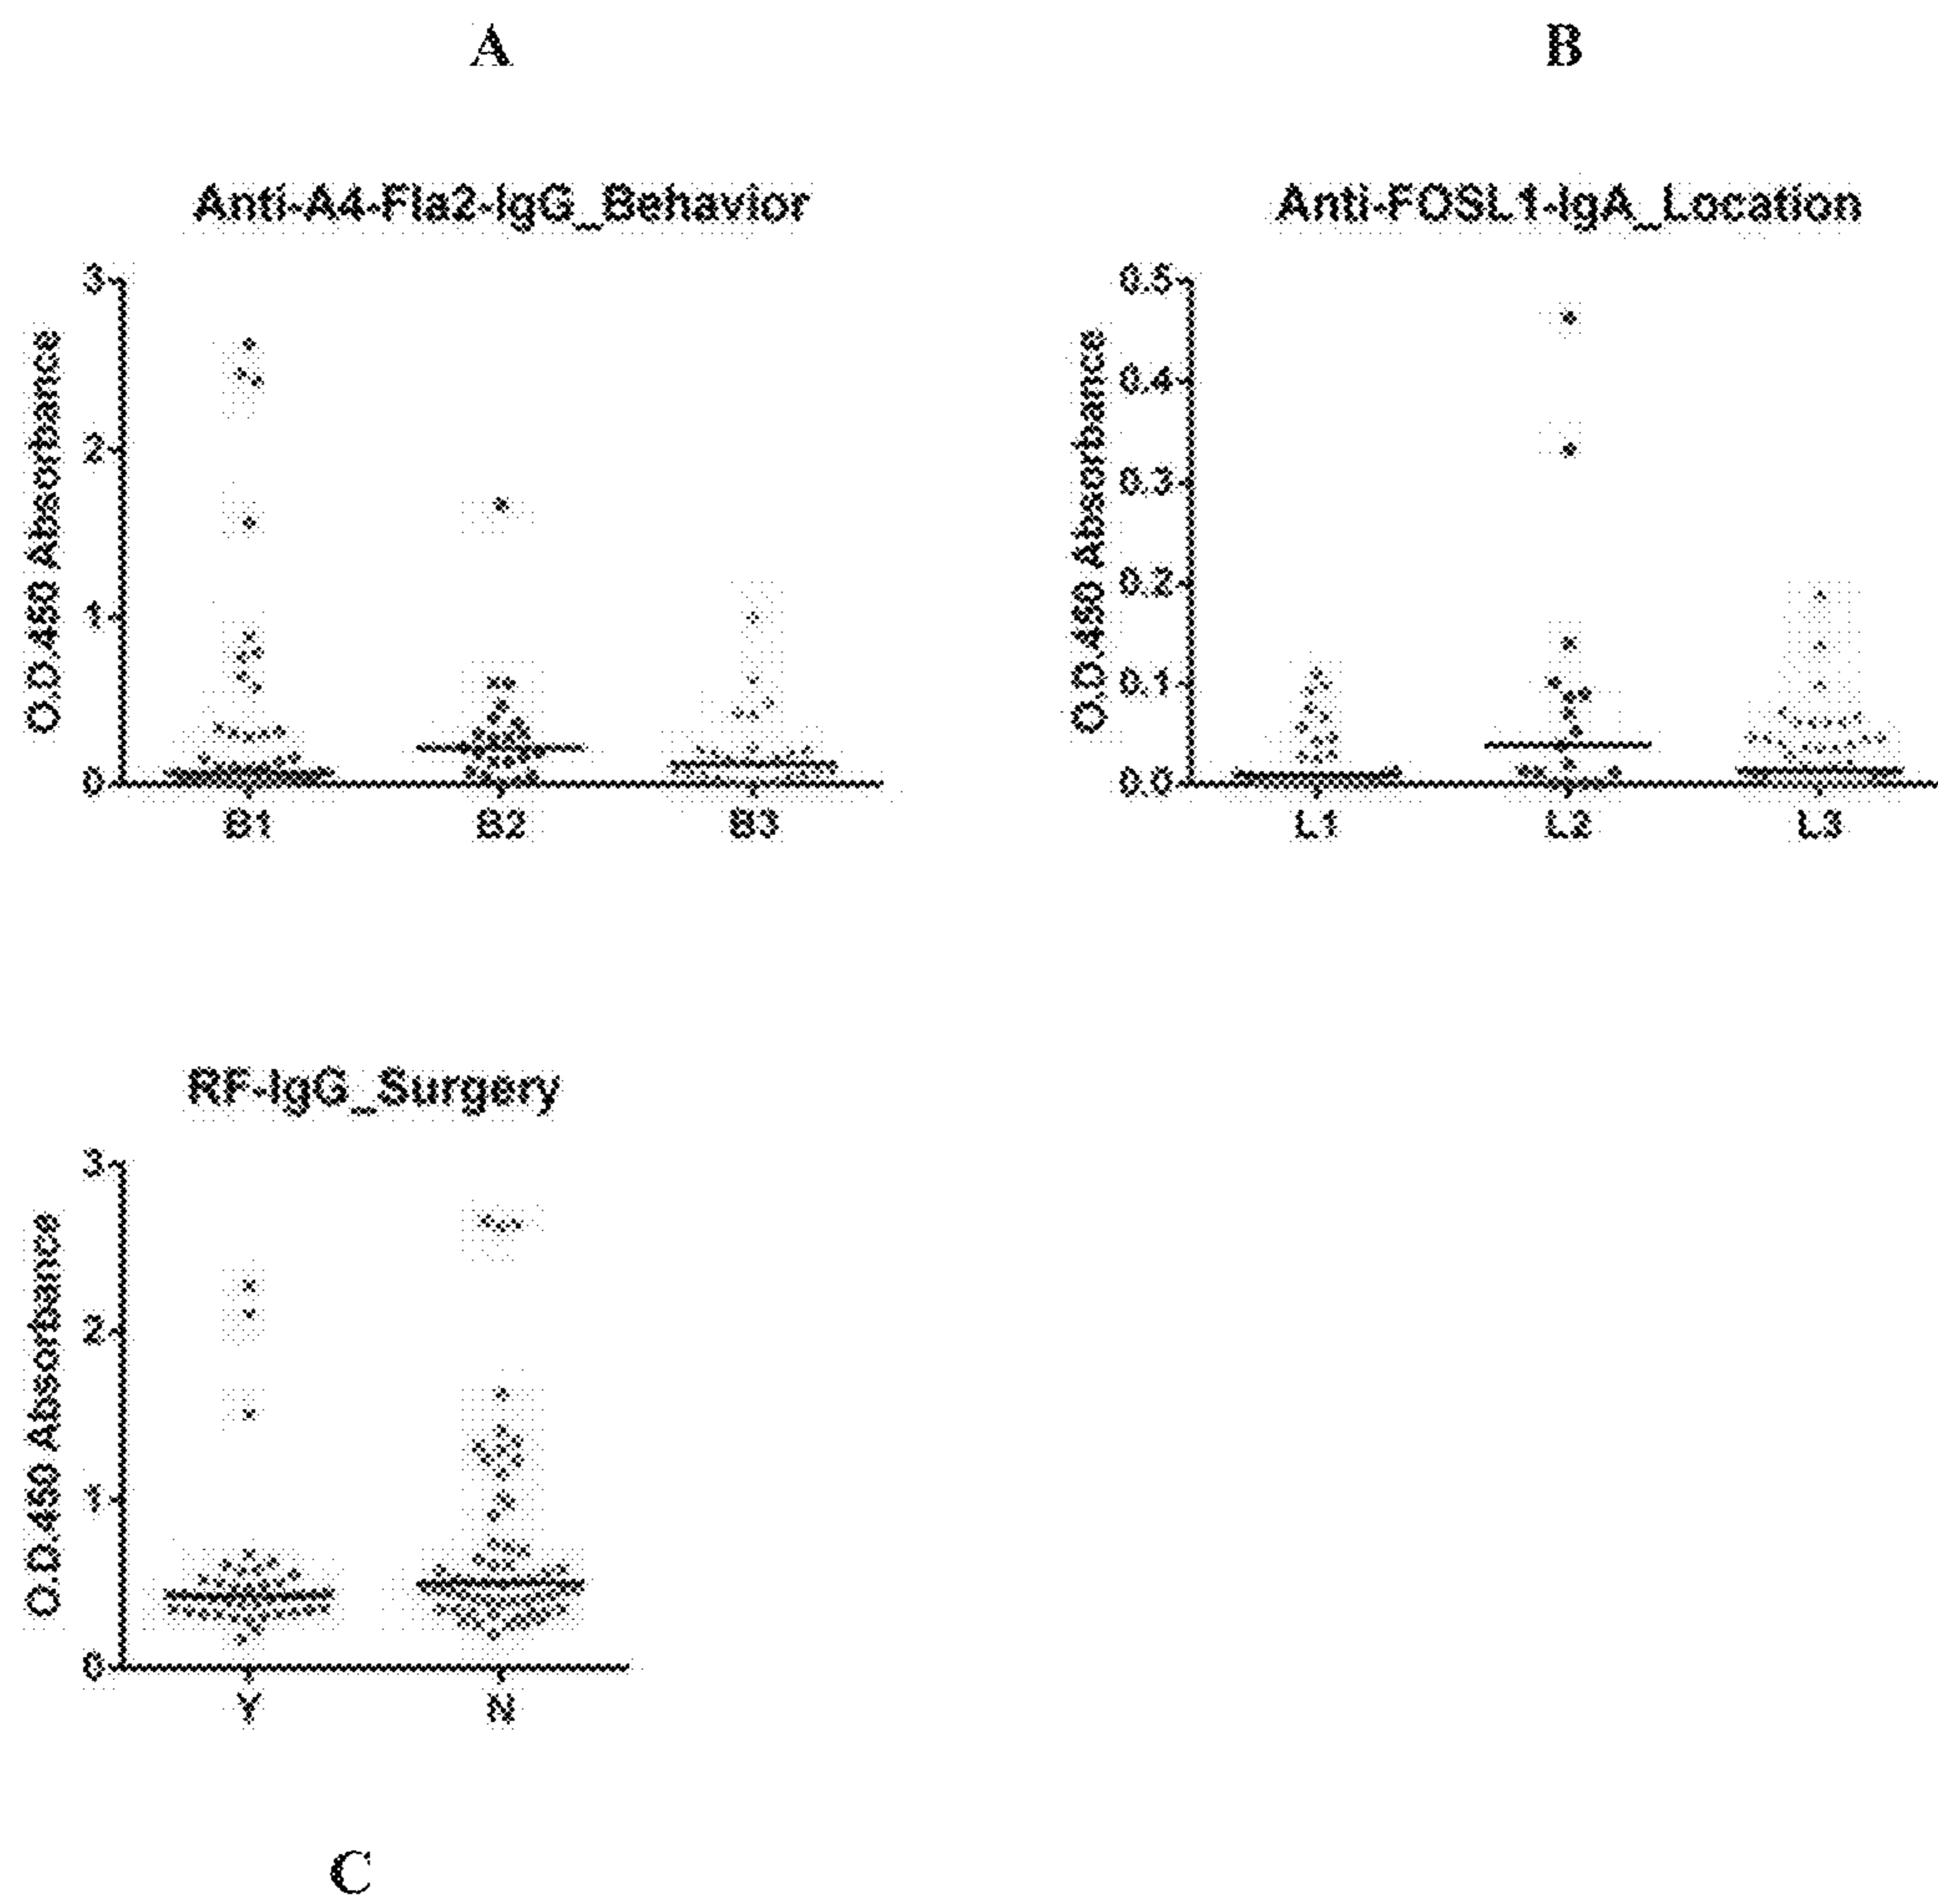 A
B
Anti-A4-Fla2-IgG_Behavior
O.D.450 Absorbance
3
2
1
0
B1 B2 B3
Anti-FOSL1-IgA_Location
O.D.450 Absorbance
0.5
0.4
0.3
0.2
0.1
0.0
L1 L2 L3
RF-IgG_Surgery
O.D.450 Absorbance
3
2
1
0
Y N
C